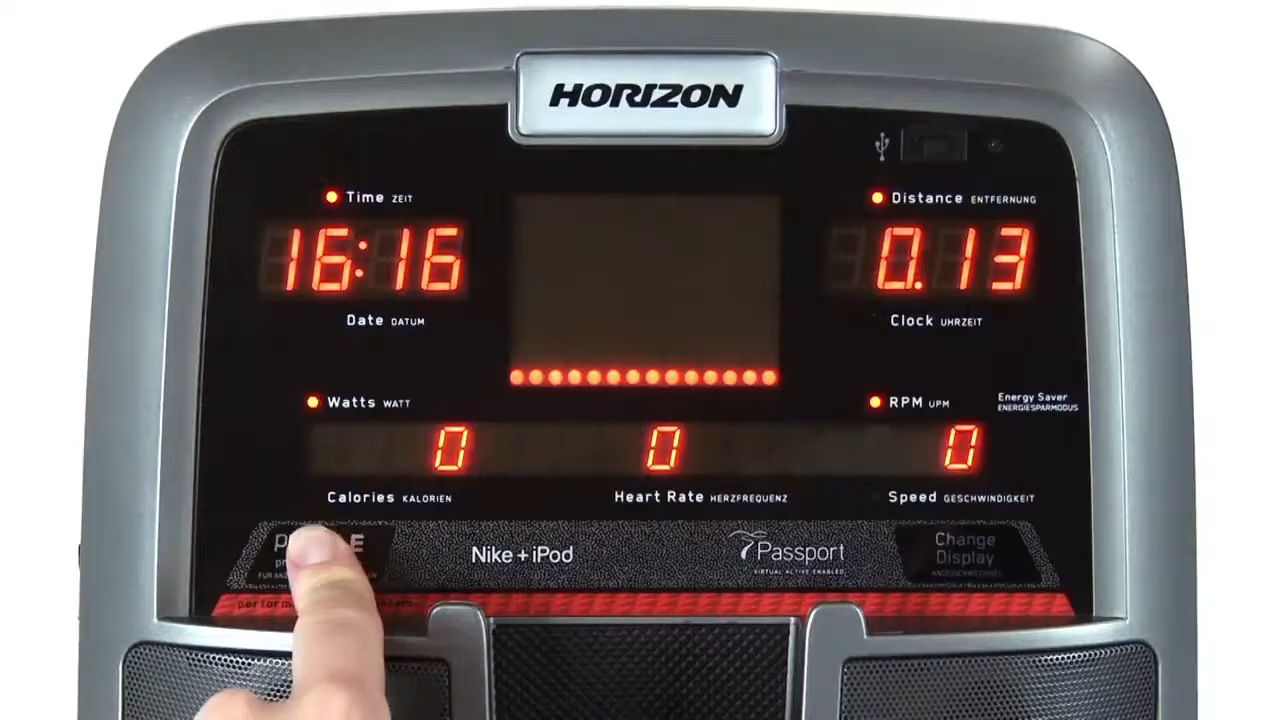 HORIZON
Time ZEIT
Distance ENTFERNUNG
16:16
0.13
Date DATUM
Clock UHRZEIT
Watts WATT
RPM UPM
Energy Saver
ENERGIESPARMODUS
0
0
0
Calories KALORIEN
Heart Rate HERZFREQUENZ
Speed GESCHWINDIGKEIT
Nike + iPod
Passport
VIRTUAL ACTIVE ENABLED
Change
Display